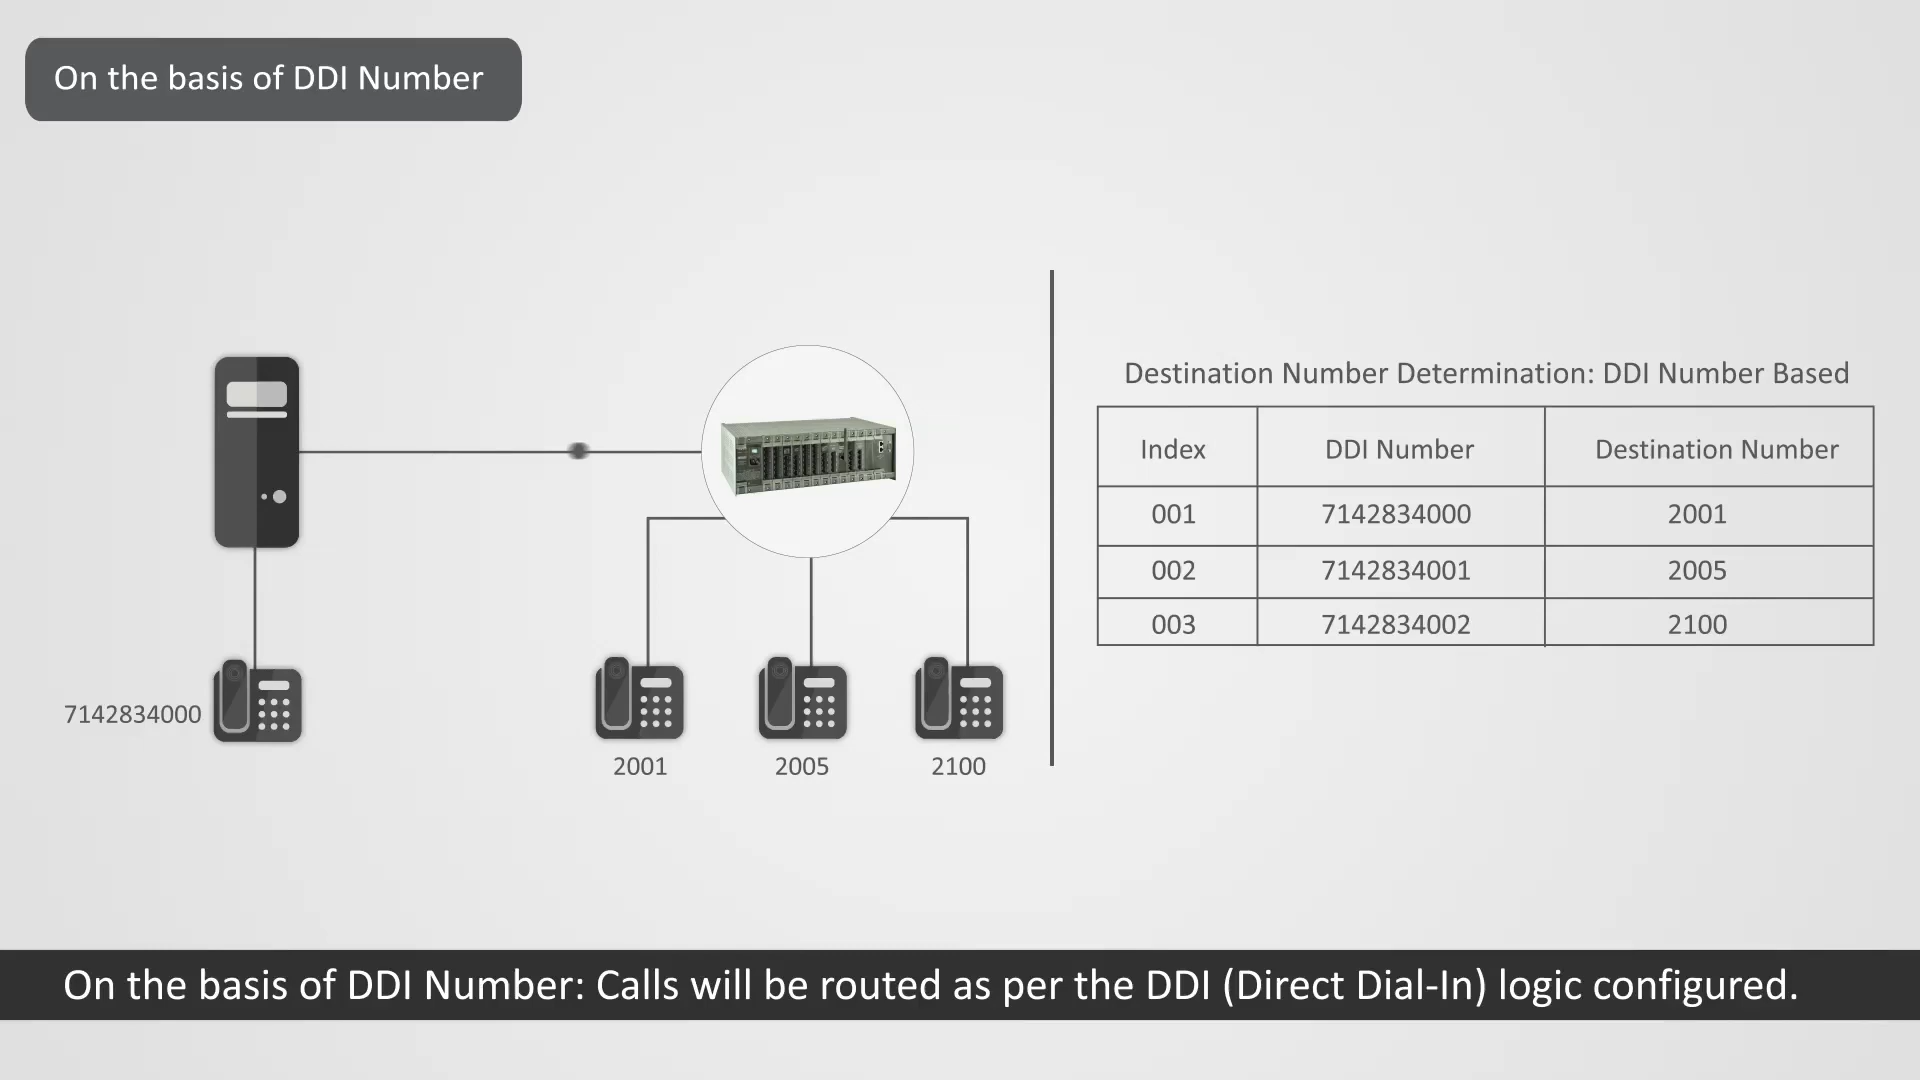 On the basis of DDI Number
7142834000
2001
2005
2100
Destination Number Determination: DDI Number Based
Index DDI Number Destination Number
001 7142834000 2001
002 7142834001 2005
003 7142834002 2100
On the basis of DDI Number: Calls will be routed as per the DDI (Direct Dial-In) logic configured.